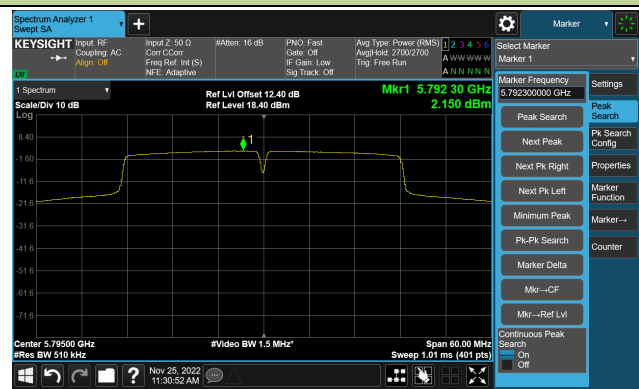 Spectrum Analyzer 1
Swept SA
+
Marker
KEYSIGHT
Input: RF
Coupling: AC
Align: Off
Input Z: 50 Ω
Corr CCorr
Freq Ref: Int (S)
NFE: Adaptive
#Atten: 16 dB
PNO: Fast
Gate: Off
IF Gain: Low
Sig Track: Off
Avg Type: Power (RMS)
Avg|Hold: 2700/2700
Trig: Free Run
1 2 3 4 5 6
A W W W W W
A N N N N N
LXI
Select Marker
Marker 1
1 Spectrum
Scale/Div 10 dB
Log
Ref Lvl Offset 12.40 dB
Ref Level 18.40 dBm
Mkr1 5.792 30 GHz
2.150 dBm
8.40
-1.60
-11.6
-21.6
-31.6
-41.6
-51.6
-61.6
-71.6
1
Center 5.79500 GHz
#Res BW 510 kHz
#Video BW 1.5 MHz*
Span 60.00 MHz
Sweep 1.01 ms (401 pts)
Marker Frequency
5.792300000 GHz
Peak Search
Next Peak
Next Pk Right
Next Pk Left
Minimum Peak
Pk-Pk Search
Marker Delta
Mkr→CF
Mkr→Ref Lvl
Continuous Peak
Search
On
Off
Settings
Peak
Search
Pk Search
Config
Properties
Marker
Function
Marker→
Counter
?
Nov 25, 2022
11:30:52 AM